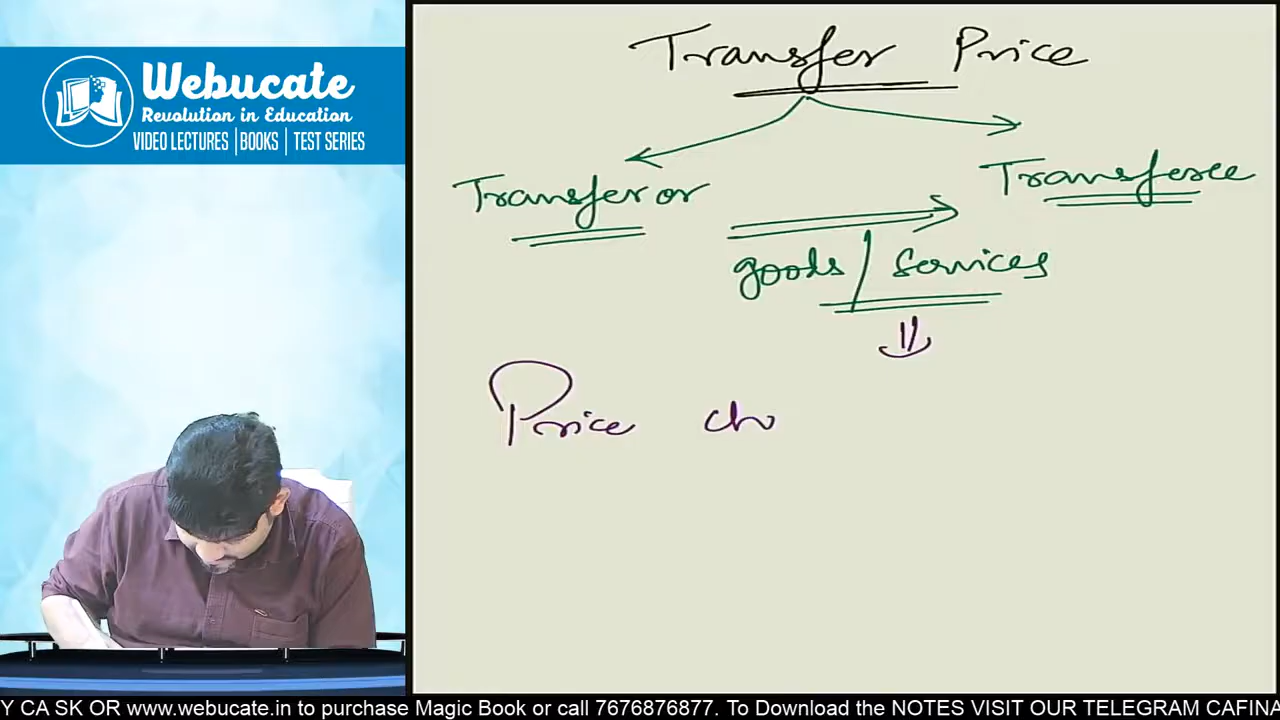 Webucate
Revolution in Education
VIDEO LECTURES | BOOKS | TEST SERIES
Transfer Price
Transferor
Transferee
goods / Services
Price
Y CA SK OR www.webucate.in to purchase Magic Book or call 7676876877. To Download the NOTES VISIT OUR TELEGRAM CAFINA